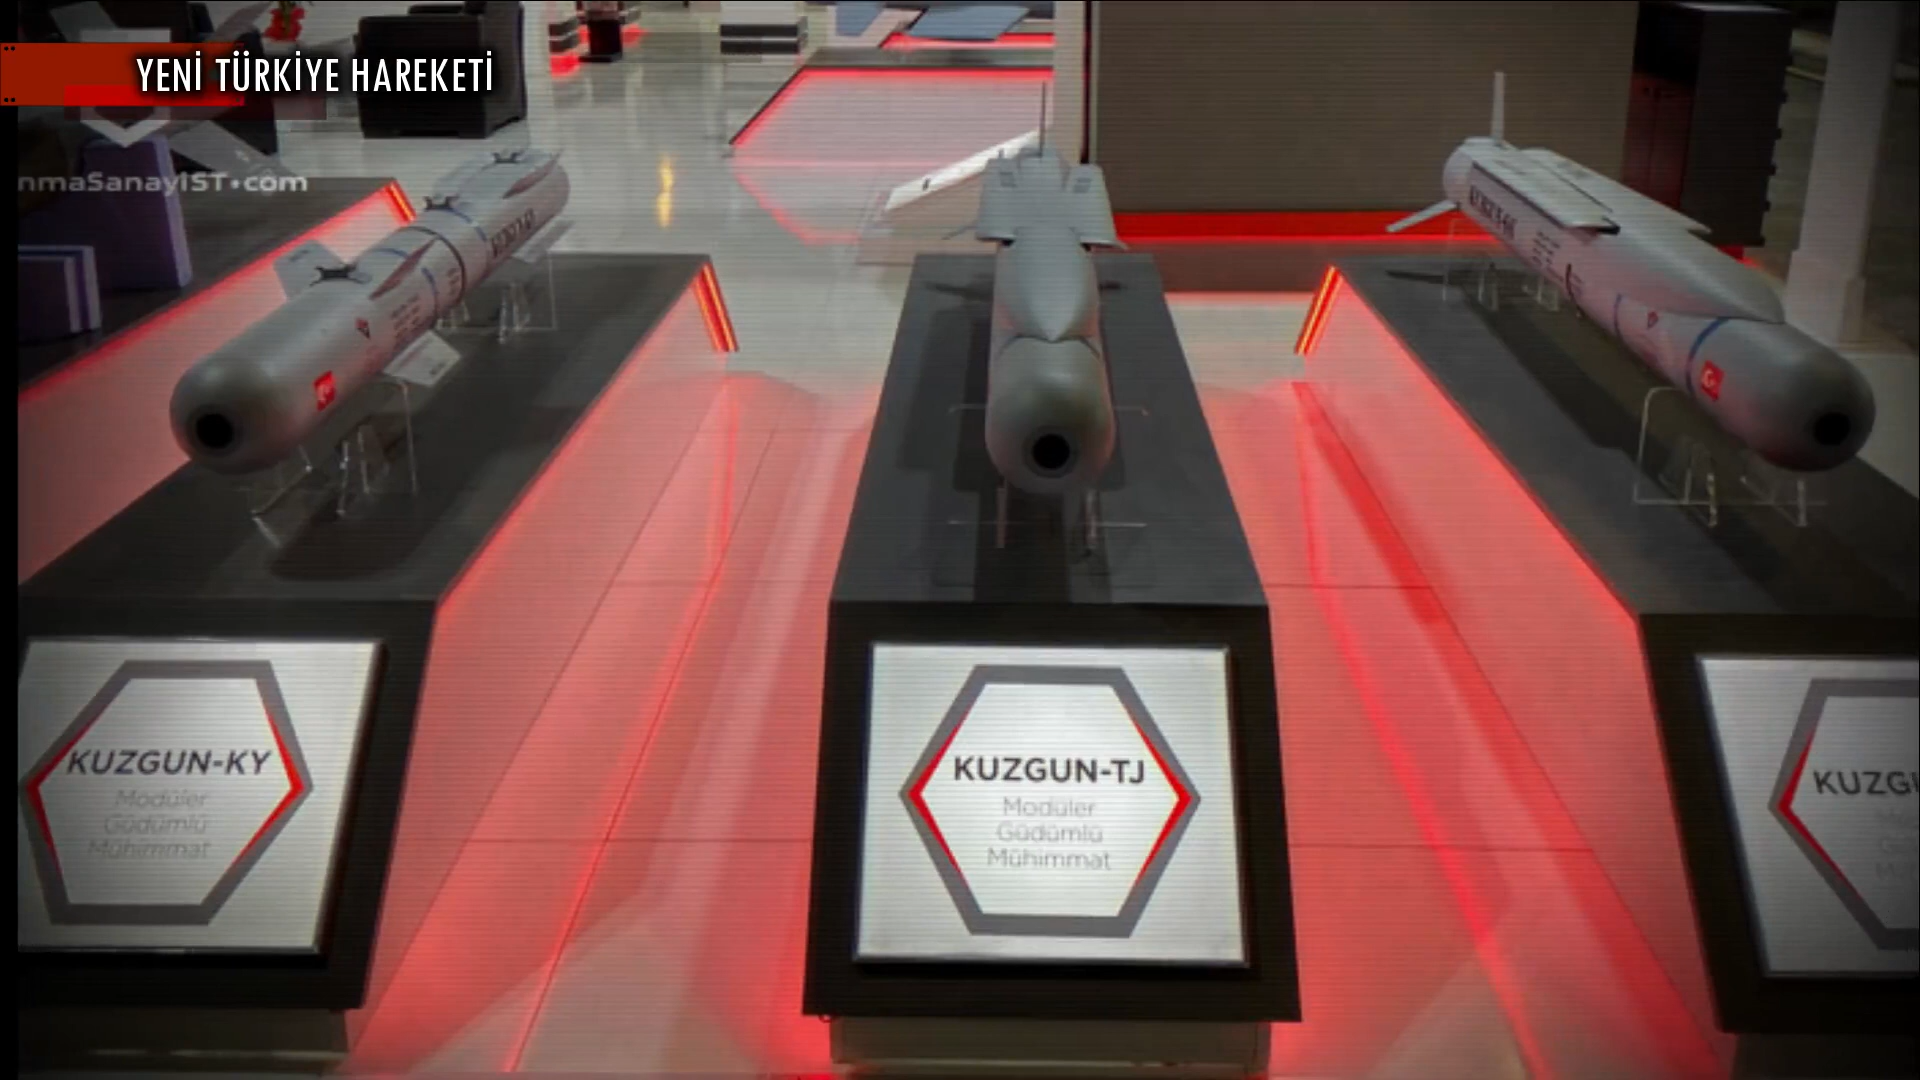 YENİ TÜRKİYE HAREKETİ
nmaSanayIST.com
KUZGUN-KY
Modüler
Güdümlü
Mühimmat
KUZGUN-TJ
Modüler
Güdümlü
Mühimmat
KUZG